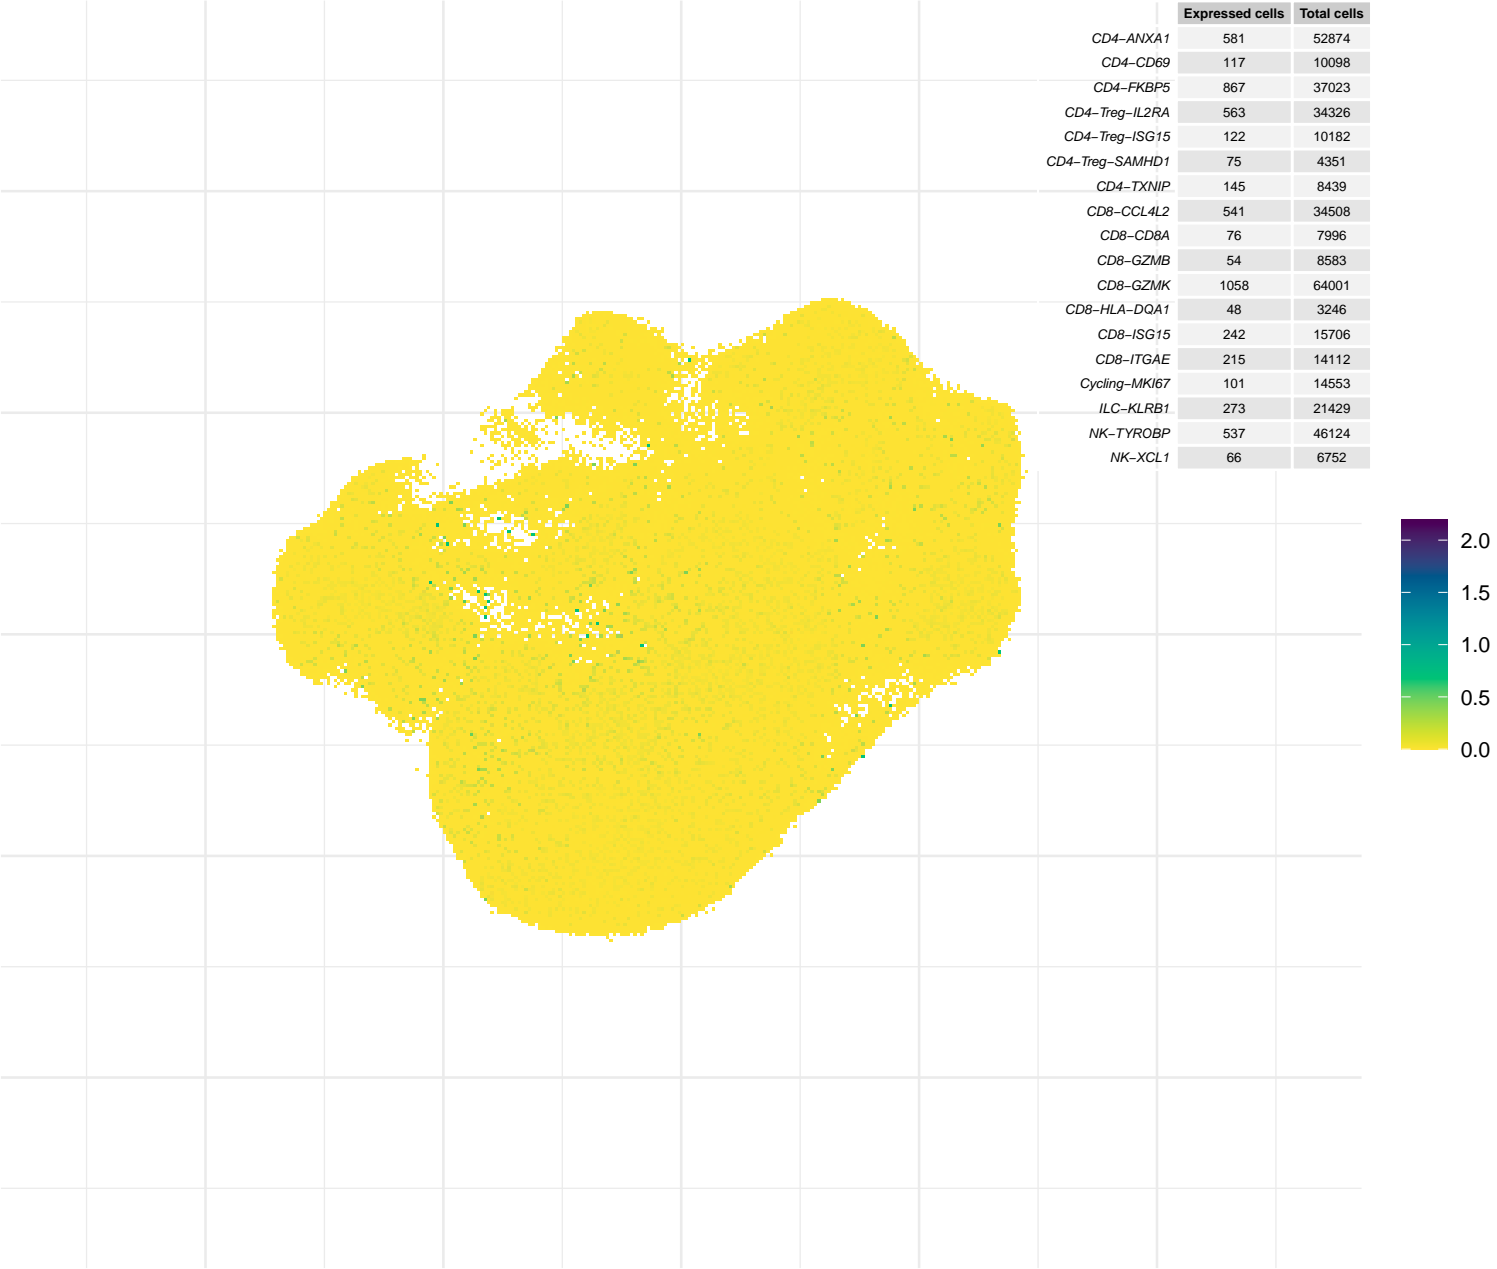 Expressed cells Total cells
CD4−ANXA1 581 52874
CD4−CD69 117 10098
CD4−FKBP5 867 37023
CD4−Treg−IL2RA 563 34326
CD4−Treg−ISG15 122 10182
CD4−Treg−SAMHD1 75 4351
CD4−TXNIP 145 8439
CD8−CCL4L2 541 34508
CD8−CD8A 76 7996
CD8−GZMB 54 8583
CD8−GZMK 1058 64001
CD8−HLA−DQA1 48 3246
CD8−ISG15 242 15706
CD8−ITGAE 215 14112
Cycling−MKI67 101 14553
ILC−KLRB1 273 21429
NK−TYROBP 537 46124
NK−XCL1 66 6752
2.0
1.5
1.0
0.5
0.0